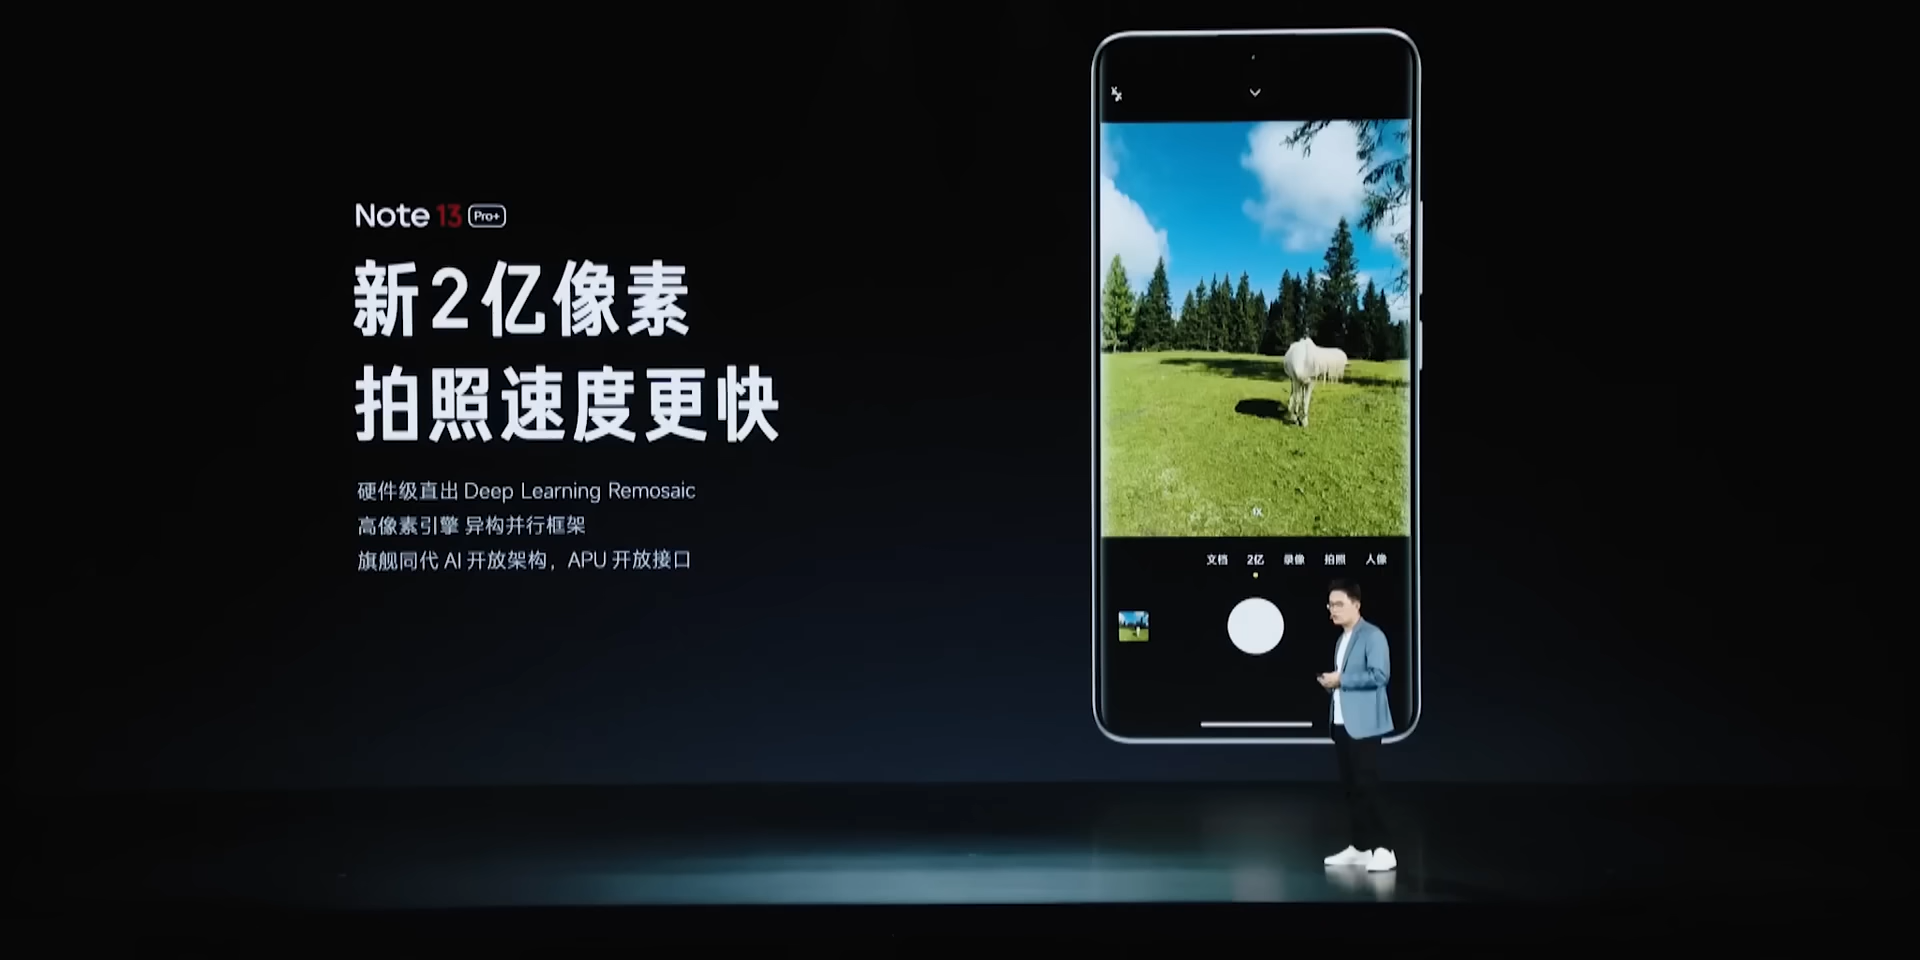 Note 13 Pro+
新2亿像素
拍照速度更快
硬件级直出 Deep Learning Remosaic
高像素引擎 异构并行框架
旗舰同代 AI 开放架构，APU 开放接口
1X
文档 2亿 录像 拍照 人像